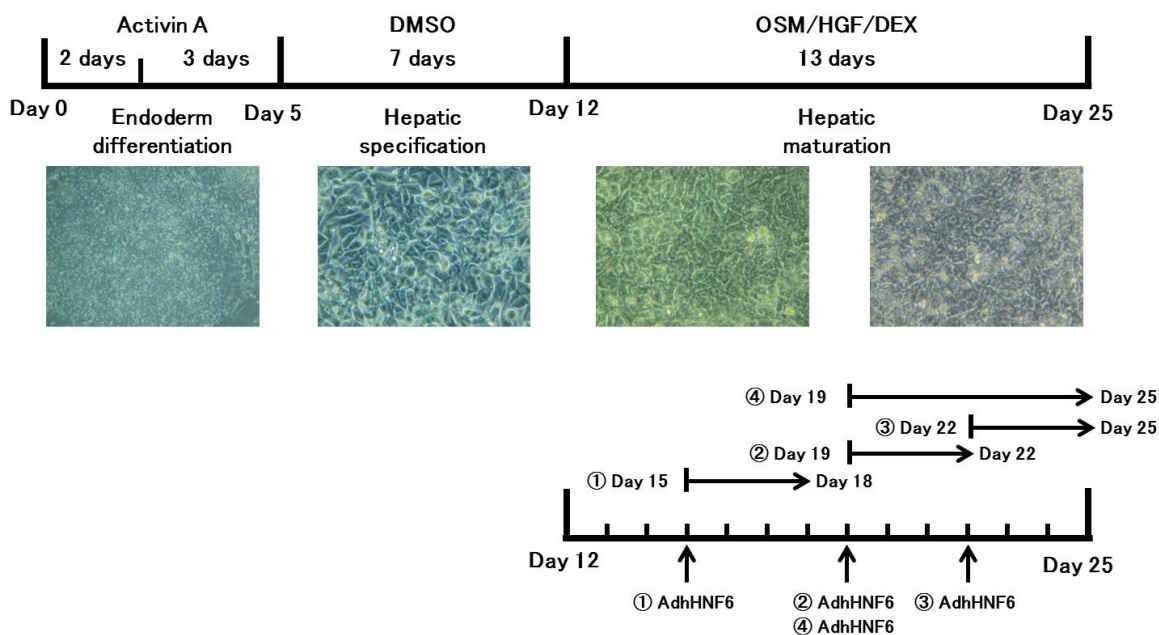 Activin A
DMSO
OSM/HGF/DEX
2 days
3 days
7 days
13 days
Day 0
Day 5
Day 12
Day 25
Endoderm
differentiation
Hepatic
specification
Hepatic
maturation
④ Day 19
Day 25
③ Day 22
Day 25
② Day 19
Day 22
① Day 15
Day 18
Day 12
Day 25
① AdhHNF6
② AdhHNF6
③ AdhHNF6
④ AdhHNF6